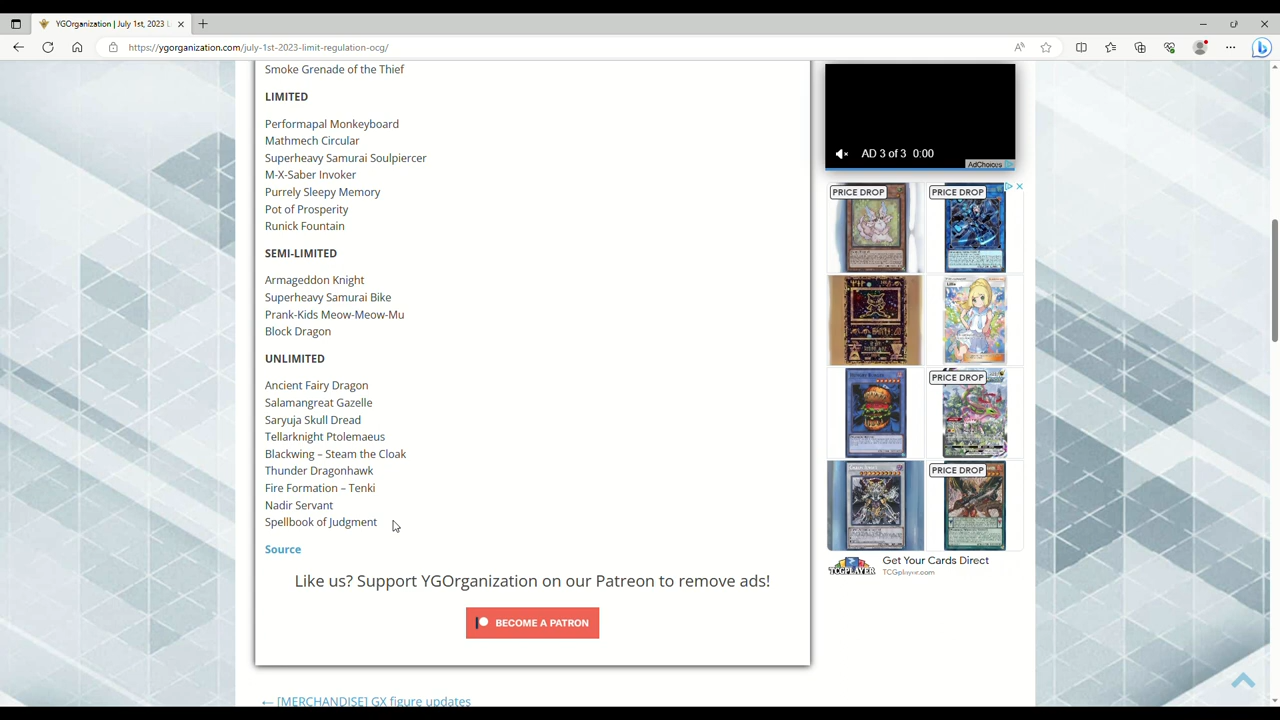 YGOrganization | July 1st, 2023 L
https://ygorganization.com/july-1st-2023-limit-regulation-ocg/
Smoke Grenade of the Thief
LIMITED
Performapal Monkeyboard
Mathmech Circular
Superheavy Samurai Soulpiercer
M-X-Saber Invoker
Purrely Sleepy Memory
Pot of Prosperity
Runick Fountain
SEMI-LIMITED
Armageddon Knight
Superheavy Samurai Bike
Prank-Kids Meow-Meow-Mu
Block Dragon
UNLIMITED
Ancient Fairy Dragon
Salamangreat Gazelle
Saryuja Skull Dread
Tellarknight Ptolemaeus
Blackwing – Steam the Cloak
Thunder Dragonhawk
Fire Formation – Tenki
Nadir Servant
Spellbook of Judgment
Source
Like us? Support YGOrganization on our Patreon to remove ads!
BECOME A PATRON
← [MERCHANDISE] GX figure updates
AD 3 of 3 0:00
AdChoices
PRICE DROP
PRICE DROP
PRICE DROP
PRICE DROP
TCGPLAYER
Get Your Cards Direct
TCGplayer.com